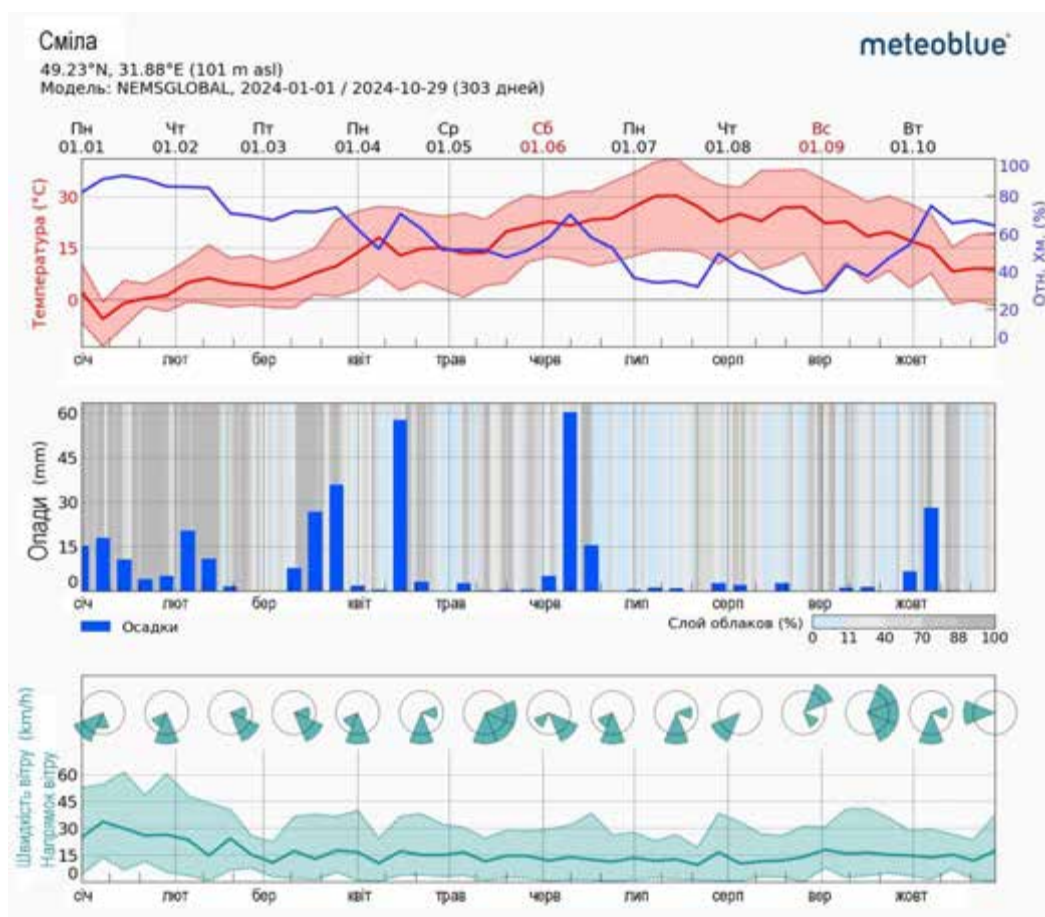 Сміла
meteoblue
49.23°N, 31.88°E (101 m asl)
Модель: NEMSGLOBAL, 2024-01-01 / 2024-10-29 (303 дней)
Пн Чт Пт Пн Ср Сб Пн Чт Вс Вт
01.01 01.02 01.03 01.04 01.05 01.06 01.07 01.08 01.09 01.10
Температура (°C)
30
15
0
Отн. Хм. (%)
100
80
60
40
20
0
січ лют бер квіт трав черв лип серп вер жовт
Опади (mm)
60
45
30
15
0
січ лют бер квіт трав черв лип серп вер жовт
Осадки
Слой облаков (%)
0 11 40 70 88 100
Швидкість вітру (km/h)
Напрямок вітру
60
45
30
15
0
січ лют бер квіт трав черв лип серп вер жовт